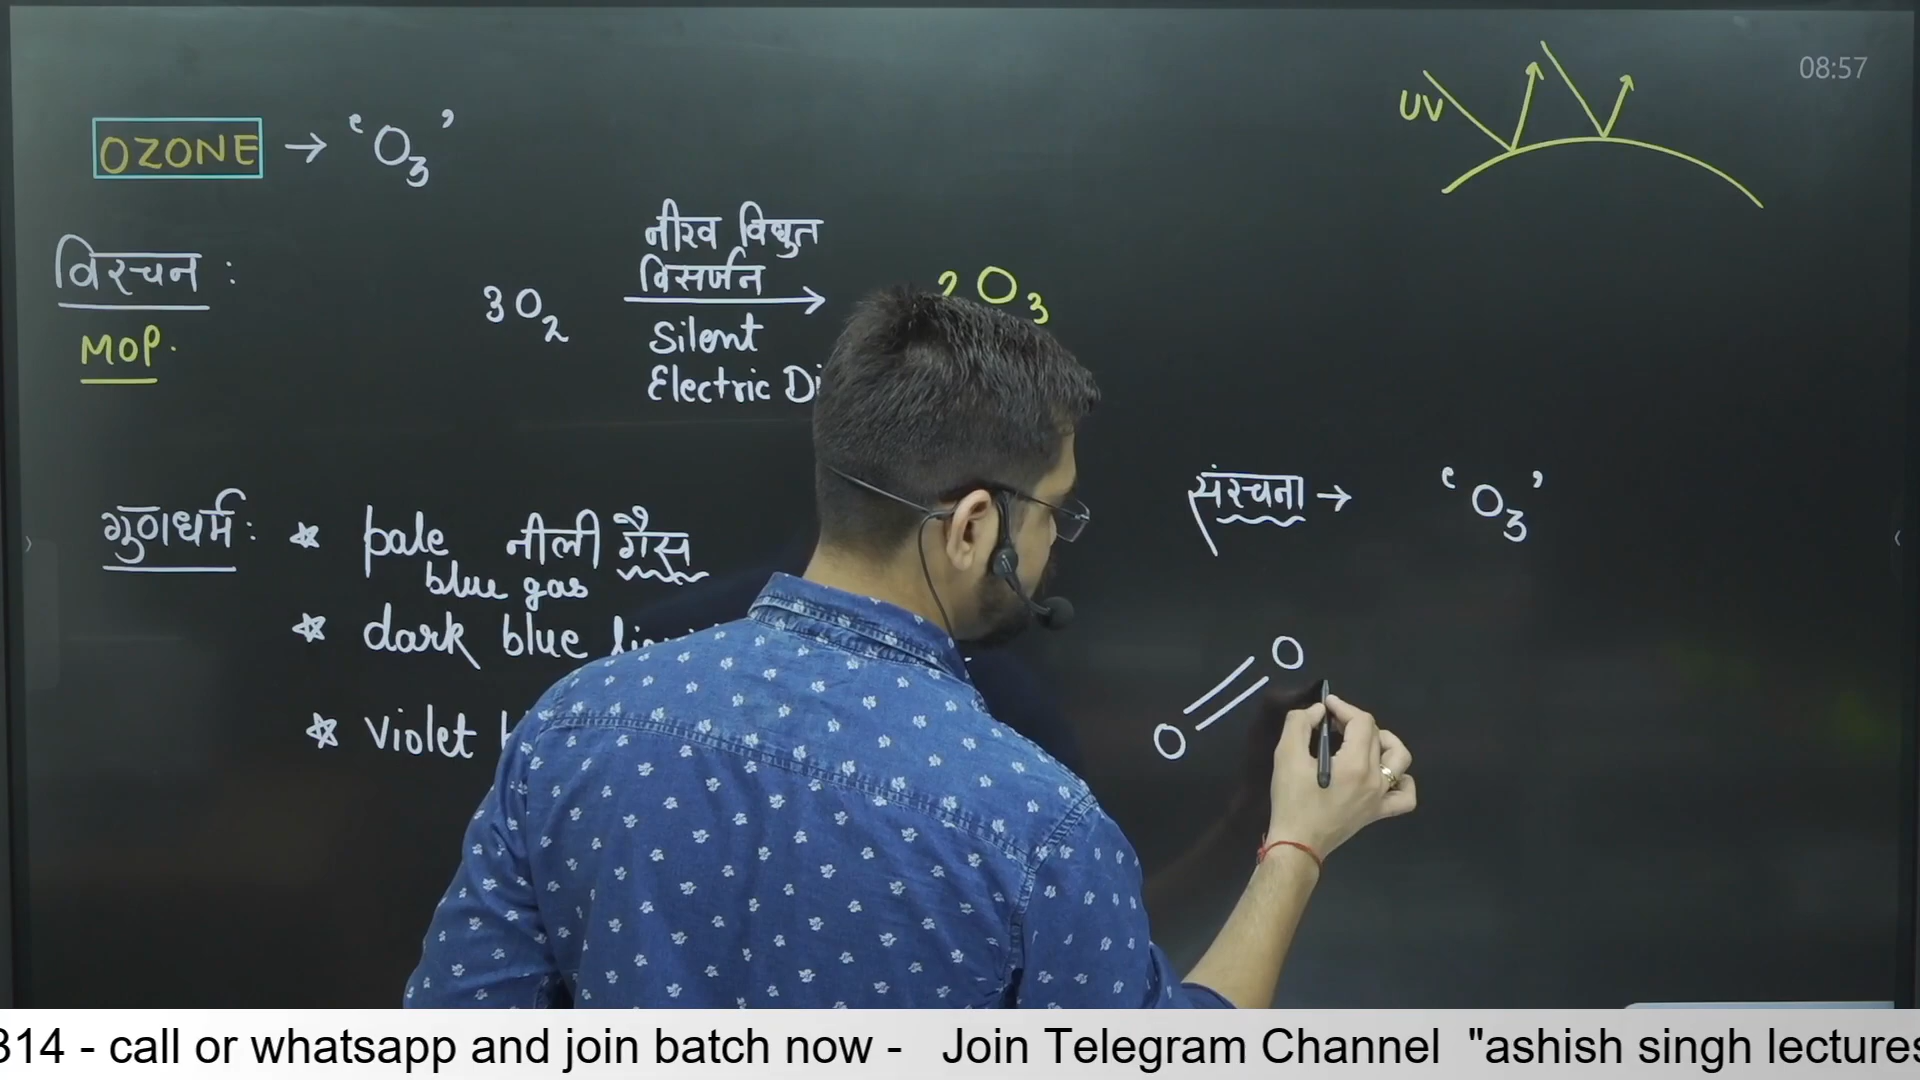 08:57
UV
OZONE → ‘O₃’
विरचन :
MOP.
नीरव विद्युत
विसर्जन
3O₂ → 2O₃
Silent
Electric Di
गुणधर्म : ☆ pale नीली गैस
blue gas
☆ dark blue
☆ violet
संरचना → ‘O₃’
O=O
314 - call or whatsapp and join batch now - Join Telegram Channel "ashish singh lectures